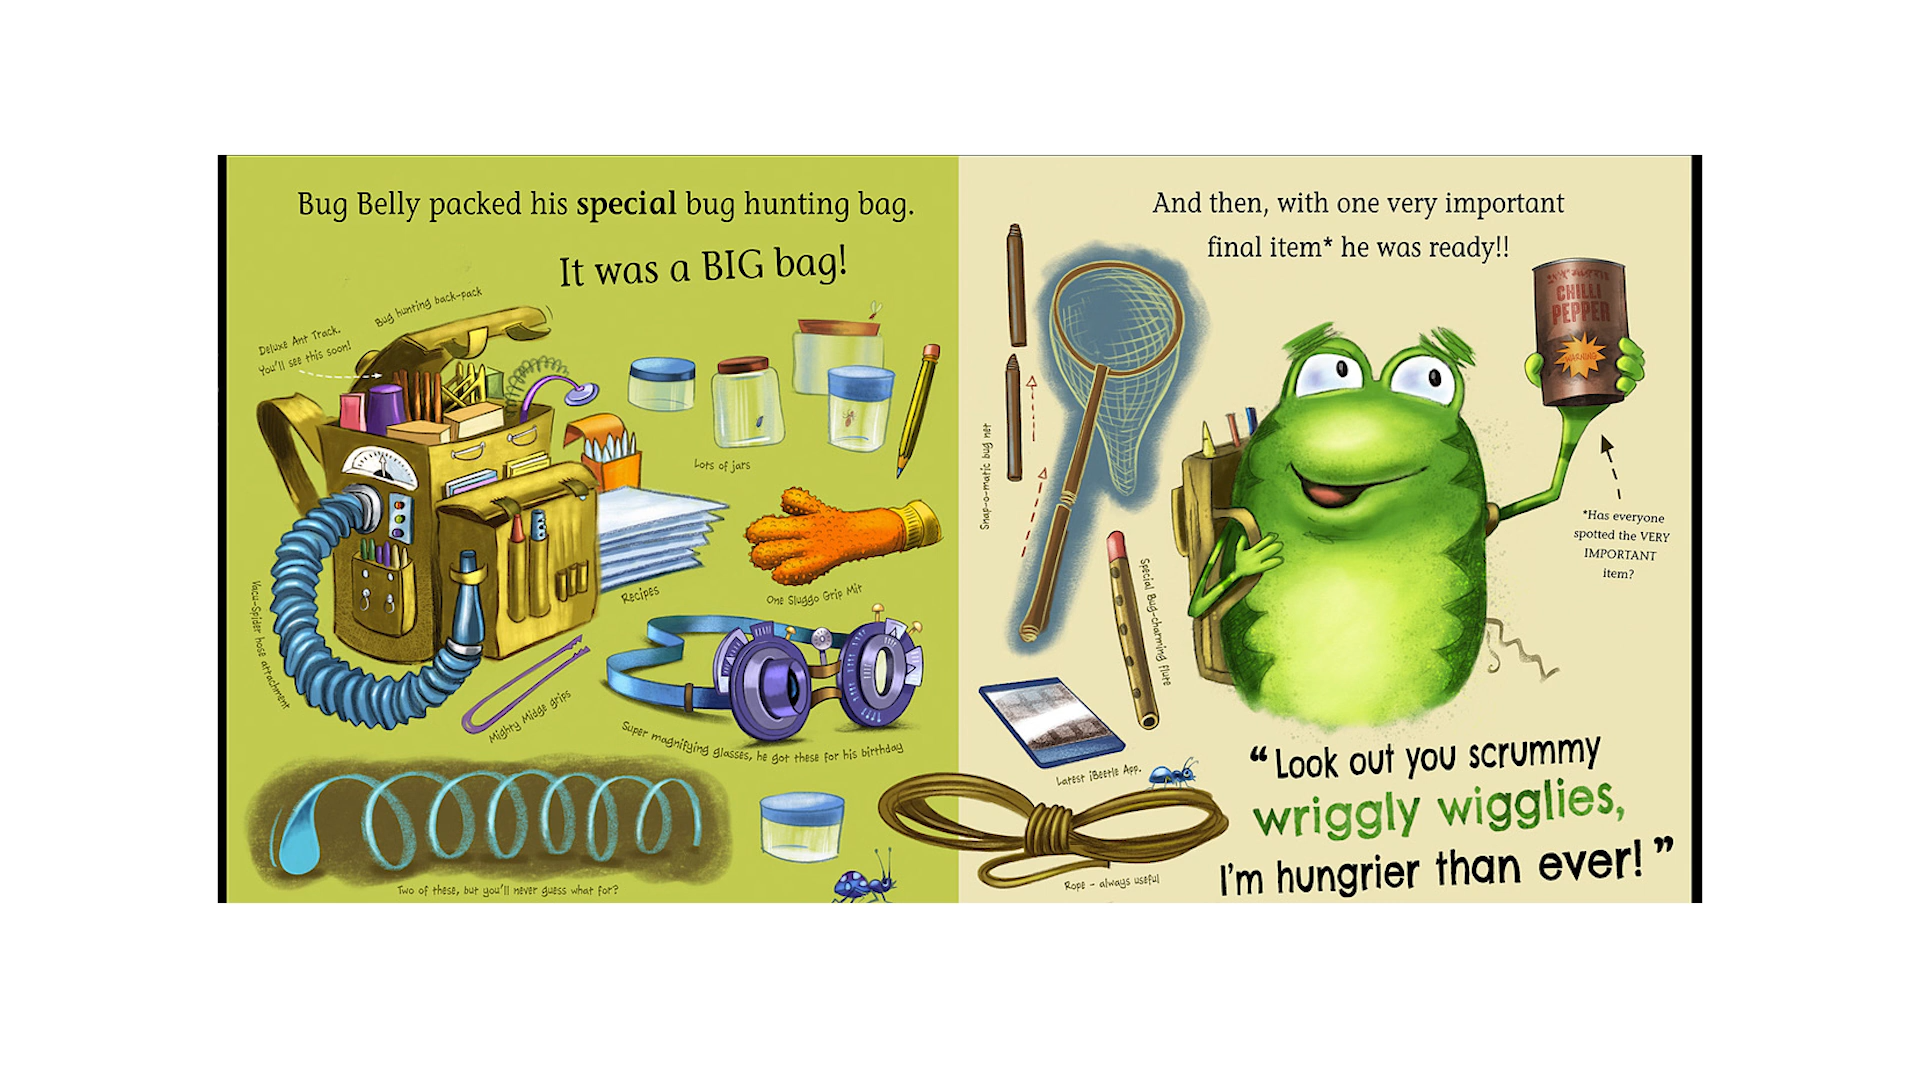 Bug Belly packed his special bug hunting bag.
It was a BIG bag!
Bug hunting back-pack
Deluxe Ant Track.
You'll see this soon!
Lots of jars
Recipes
One Sluggo Grip Mit
Vacu-Spider hose attachment
Mighty Midge grips
Super magnifying glasses, he got these for his birthday
Two of these, but you'll never guess what for?
And then, with one very important
final item* he was ready!!
CHILLI
PEPPER
WARNING
Snap-o-matic bug net
*Has everyone
spotted the VERY
IMPORTANT
item?
Special Bug-charming flute
Latest iBeetle App.
Rope - always useful
"Look out you scrummy
wriggly wigglies,
I'm hungrier than ever!"